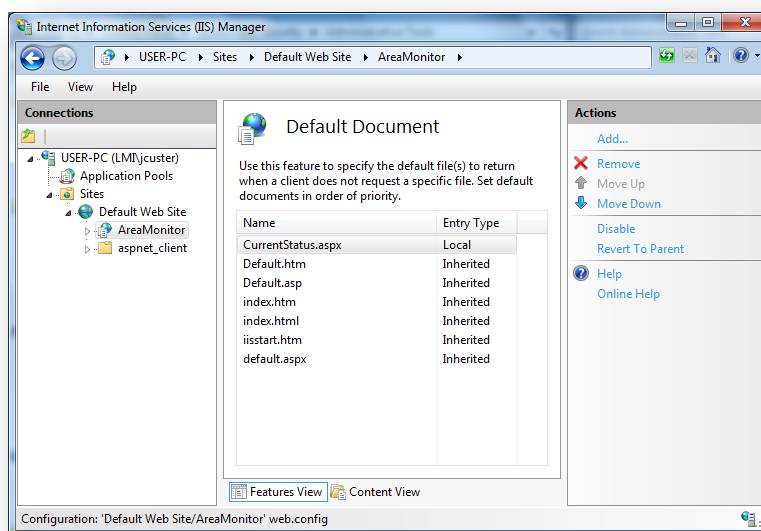 Internet Information Services (IIS) Manager
USER-PC Sites Default Web Site AreaMonitor
File View Help
Connections
USER-PC (LMI\jcuster)
Application Pools
Sites
Default Web Site
AreaMonitor
aspnet_client
Default Document
Use this feature to specify the default file(s) to return
when a client does not request a specific file. Set default
documents in order of priority.
Name Entry Type
CurrentStatus.aspx Local
Default.htm Inherited
Default.asp Inherited
index.htm Inherited
index.html Inherited
iisstart.htm Inherited
default.aspx Inherited
Features View Content View
Actions
Add...
Remove
Move Up
Move Down
Disable
Revert To Parent
Help
Online Help
Configuration: 'Default Web Site/AreaMonitor' web.config